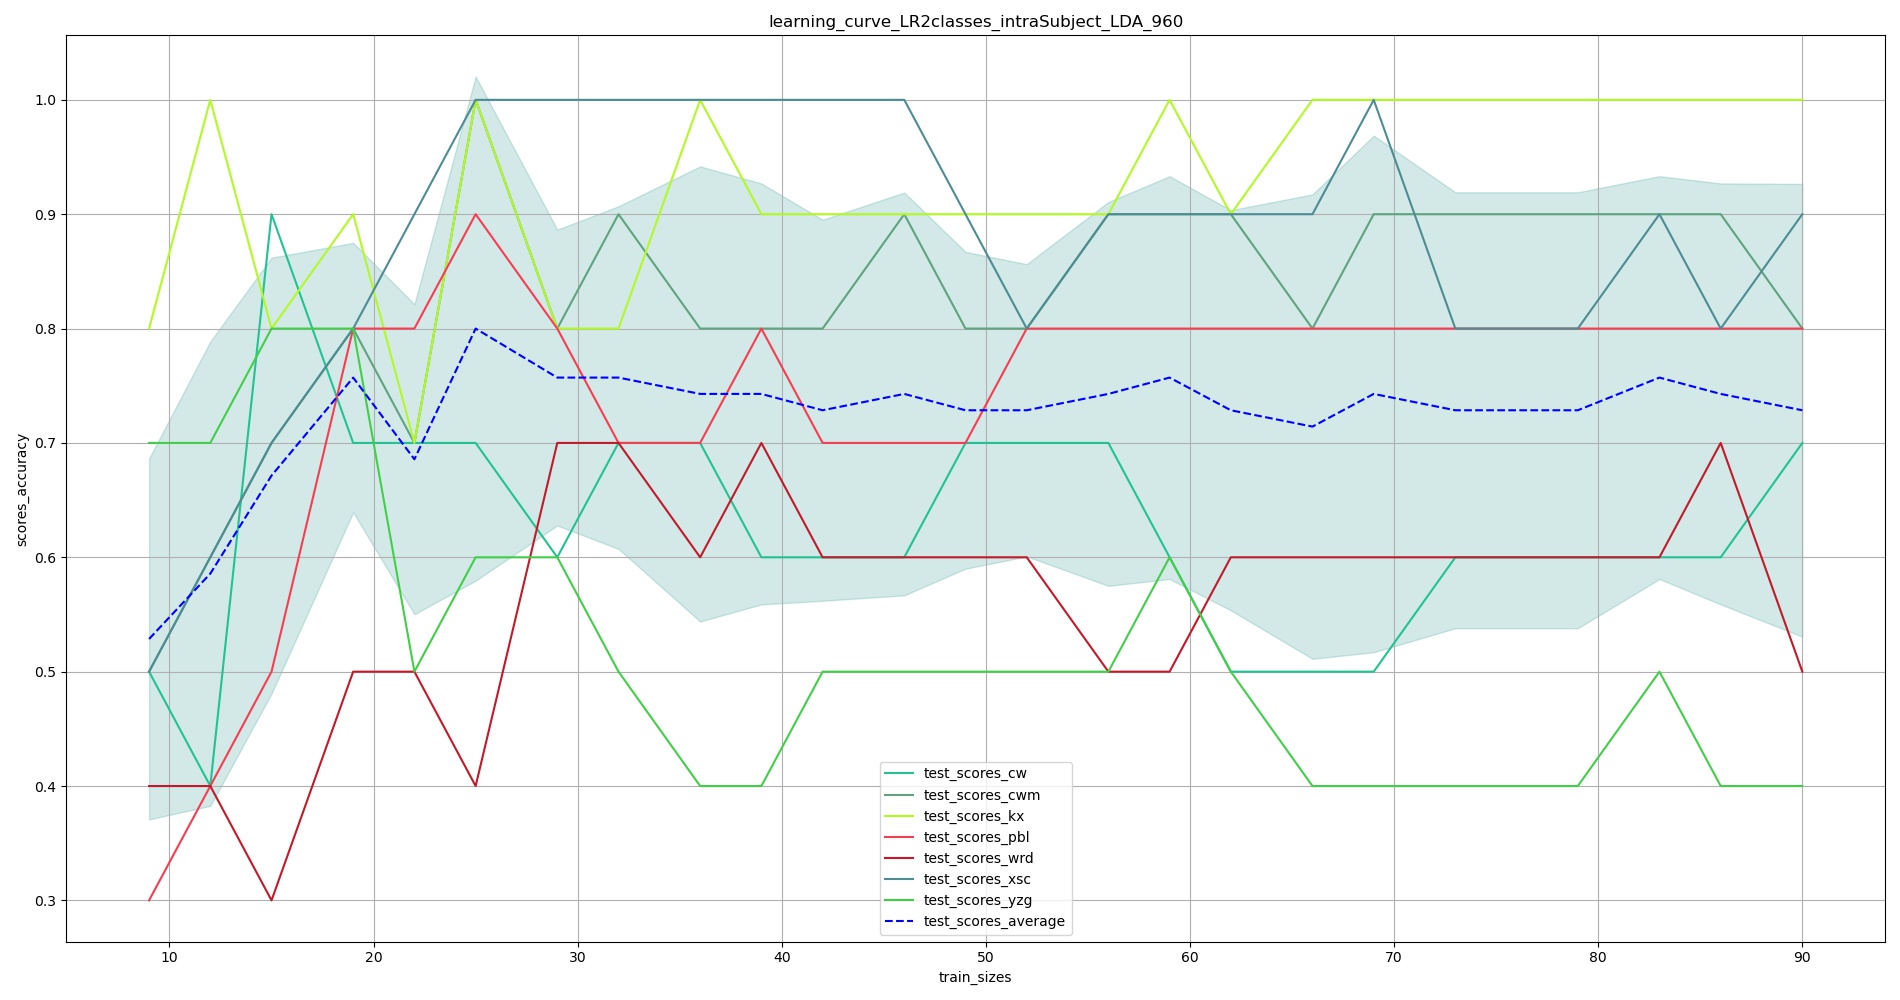 learning_curve_LR2classes_intraSubject_LDA_960
scores_accuracy
1.0
0.9
0.8
0.7
0.6
0.5
0.4
0.3
test_scores_cw
test_scores_cwm
test_scores_kx
test_scores_pbl
test_scores_wrd
test_scores_xsc
test_scores_yzg
test_scores_average
10 20 30 40 50 60 70 80 90
train_sizes